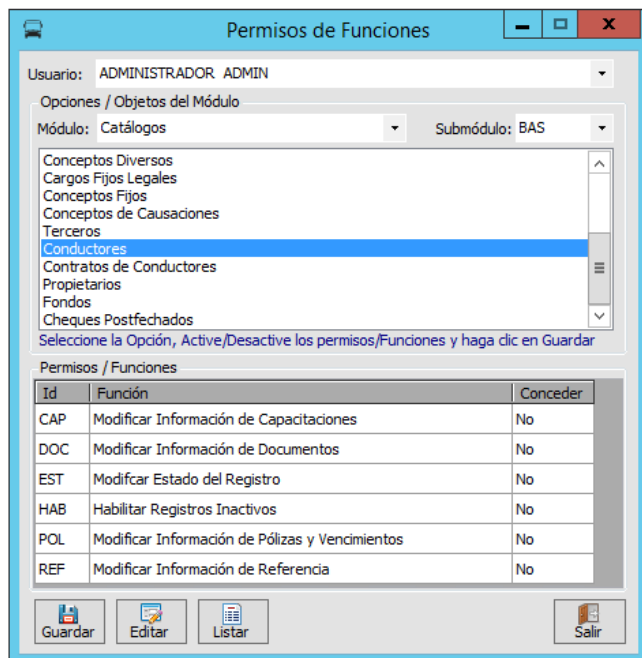 Permisos de Funciones
Usuario: ADMINISTRADOR ADMIN
Opciones / Objetos del Módulo
Módulo: Catálogos Submódulo: BAS
Conceptos Diversos
Cargos Fijos Legales
Conceptos Fijos
Conceptos de Causaciones
Terceros
Conductores
Contratos de Conductores
Propietarios
Fondos
Cheques Postfechados
Seleccione la Opción, Active/Desactive los permisos/Funciones y haga clic en Guardar
Permisos / Funciones
Id Función Conceder
CAP Modificar Información de Capacitaciones No
DOC Modificar Información de Documentos No
EST Modifcar Estado del Registro No
HAB Habilitar Registros Inactivos No
POL Modificar Información de Pólizas y Vencimientos No
REF Modificar Información de Referencia No
Guardar Editar Listar Salir